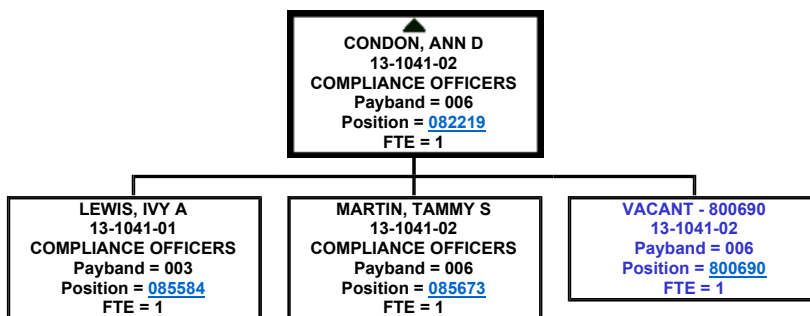 CONDON, ANN D
13-1041-02
COMPLIANCE OFFICERS
Payband = 006
Position = 082219
FTE = 1
LEWIS, IVY A
13-1041-01
COMPLIANCE OFFICERS
Payband = 003
Position = 085584
FTE = 1
MARTIN, TAMMY S
13-1041-02
COMPLIANCE OFFICERS
Payband = 006
Position = 085673
FTE = 1
VACANT - 800690
13-1041-02
Payband = 006
Position = 800690
FTE = 1